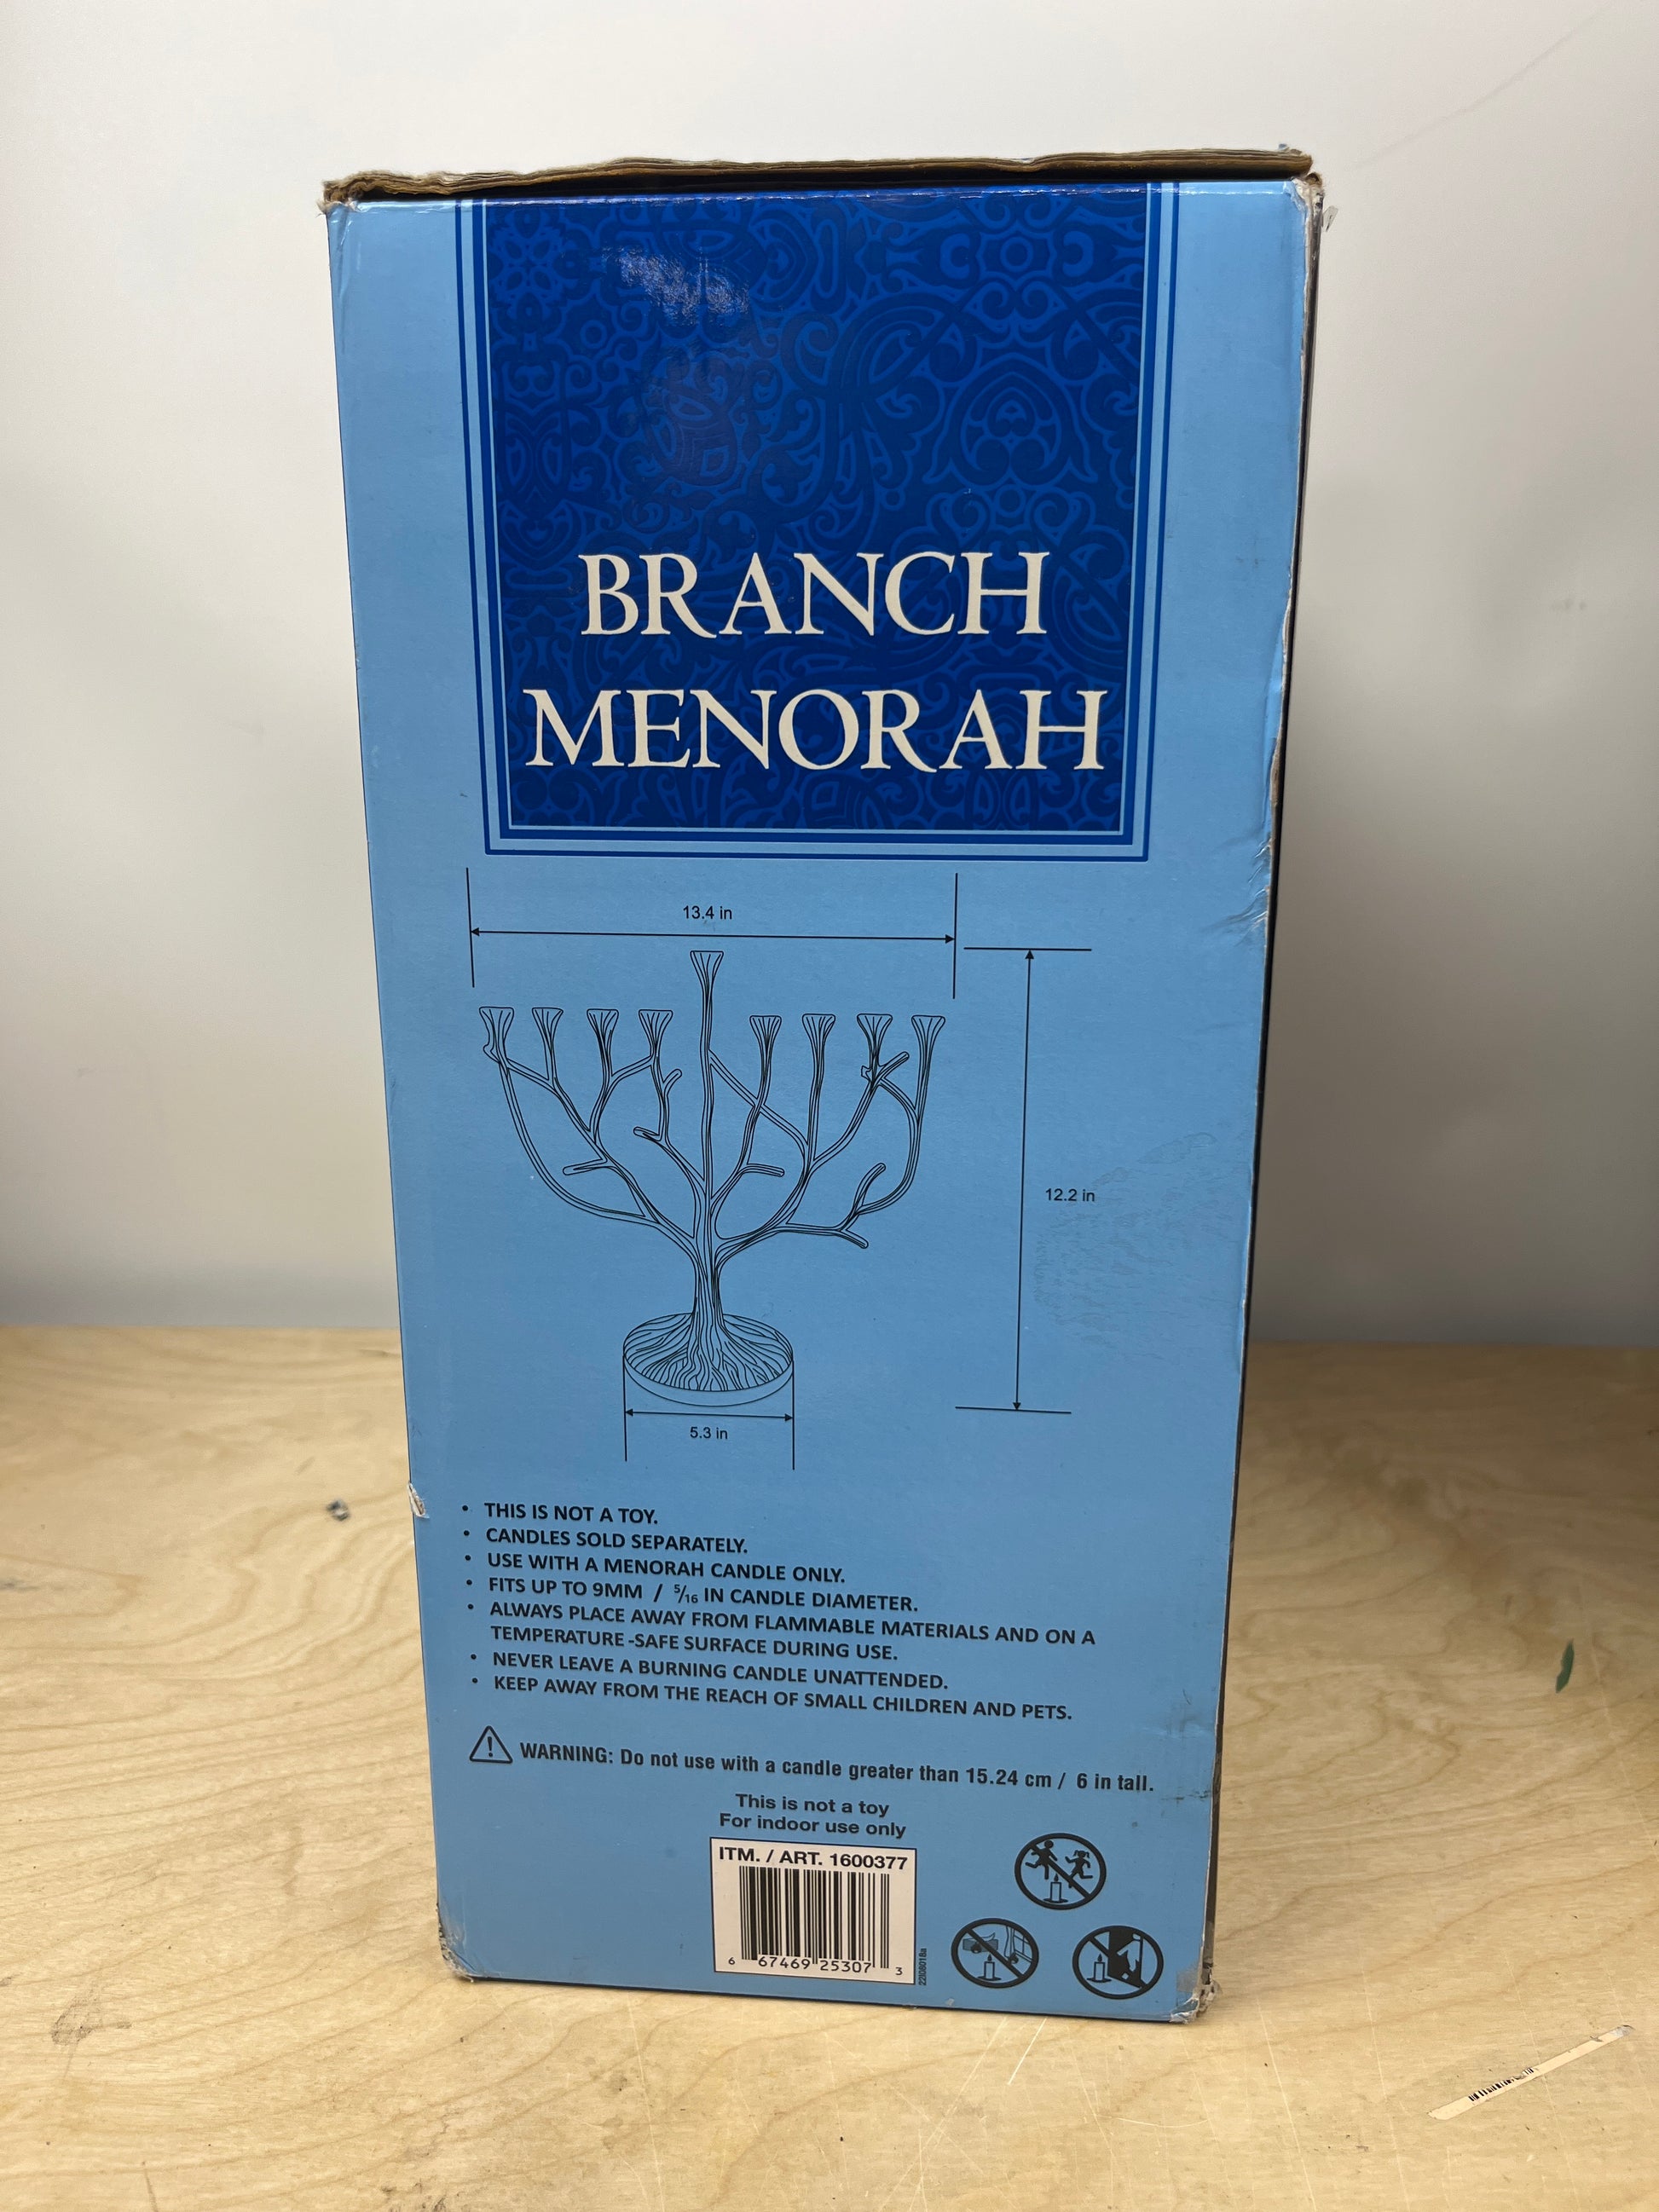 BRANCH
MENORAH
13.4 in
12.2 in
5.3 in
• THIS IS NOT A TOY.
• CANDLES SOLD SEPARATELY.
• USE WITH A MENORAH CANDLE ONLY.
• FITS UP TO 9MM / 5/16 IN CANDLE DIAMETER.
• ALWAYS PLACE AWAY FROM FLAMMABLE MATERIALS AND ON A
TEMPERATURE-SAFE SURFACE DURING USE.
• NEVER LEAVE A BURNING CANDLE UNATTENDED.
• KEEP AWAY FROM THE REACH OF SMALL CHILDREN AND PETS.
WARNING: Do not use with a candle greater than 15.24 cm / 6 in tall.
This is not a toy
For indoor use only
ITM. / ART. 1600377
6 67469 25307 3